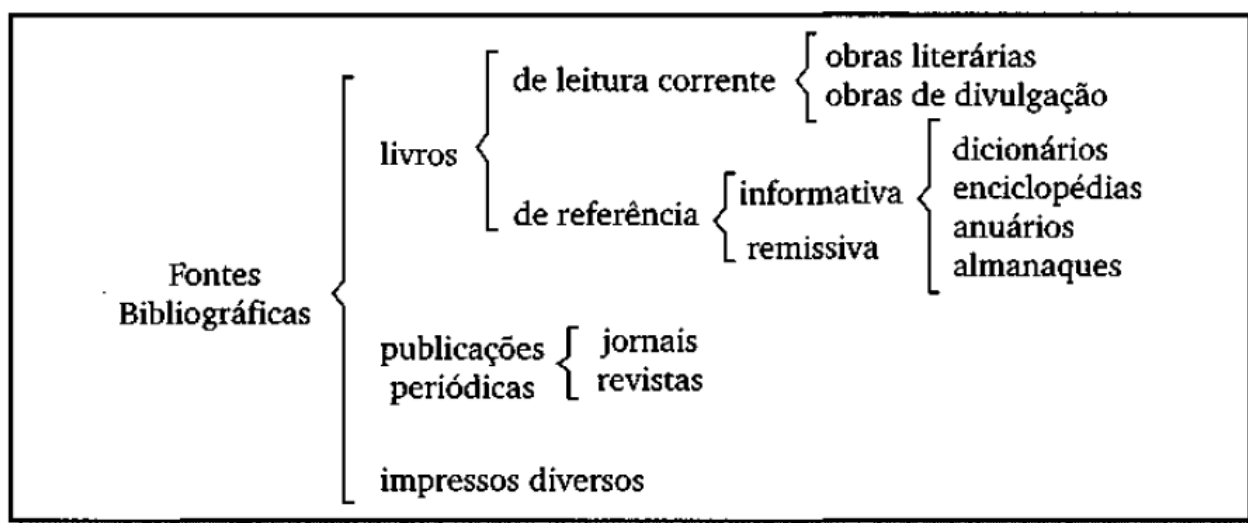 Fontes
Bibliográficas
livros
de leitura corrente
obras literárias
obras de divulgação
de referência
informativa
dicionários
enciclopédias
anuários
almanaques
remissiva
publicações
periódicas
jornais
revistas
impressos diversos